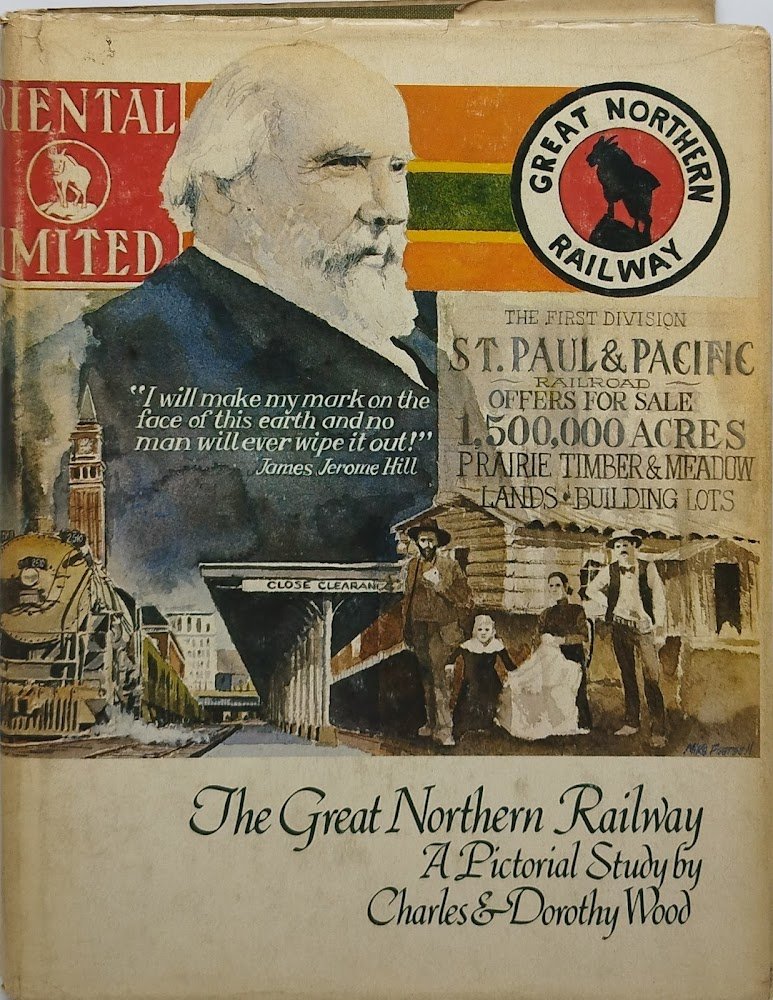 RIENTAL
IMITED
GREAT NORTHERN
RAILWAY
THE FIRST DIVISION
ST. PAUL & PACIFIC
RAILROAD
OFFERS FOR SALE
1,500,000 ACRES
PRAIRIE TIMBER & MEADOW
LANDS • BUILDING LOTS
"I will make my mark on the
face of this earth and no
man will ever wipe it out!"
James Jerome Hill
CLOSE CLEARANC
The Great Northern Railway
A Pictorial Study by
Charles & Dorothy Wood